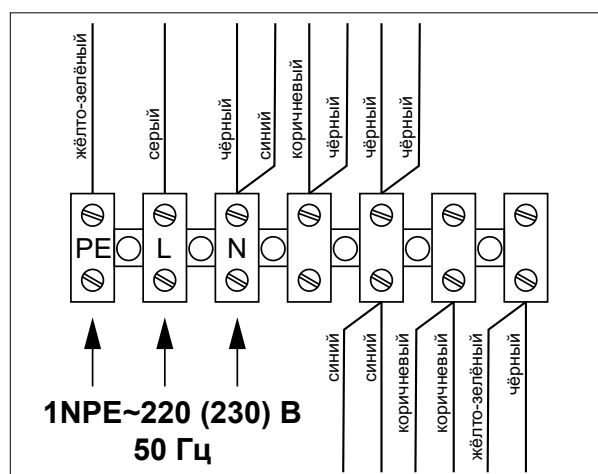 жёлто-зелёный
серый
чёрный
синий
коричневый
чёрный
чёрный
чёрный
PE
L
N
синий
синий
коричневый
коричневый
жёлто-зелёный
чёрный
1NPE~220 (230) В
50 Гц